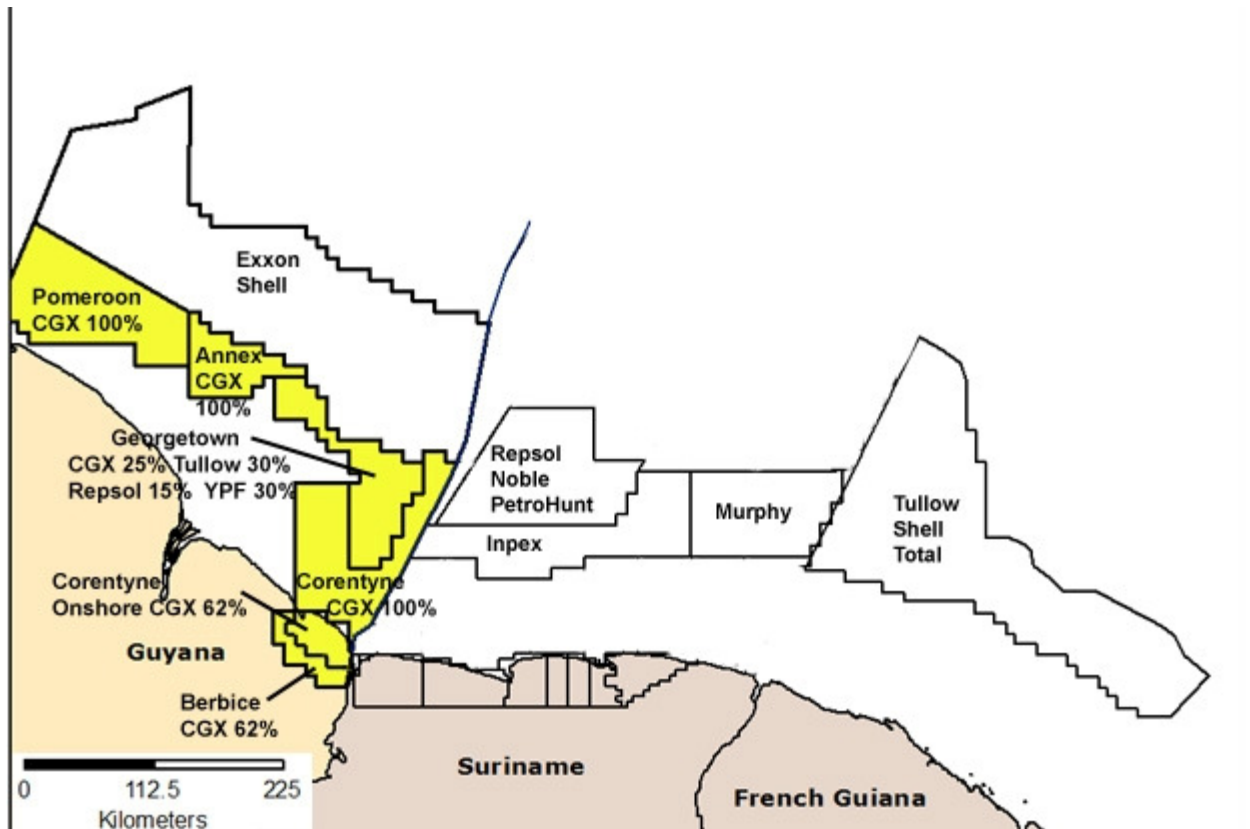 Exxon
Shell
Pomeroon
CGX 100%
Annex
CGX
100%
Georgetown
CGX 25% Tullow 30%
Repsol 15% YPF 30%
Repsol
Noble
PetroHunt
Inpex
Murphy
Tullow
Shell
Total
Corentyne
Onshore CGX 62%
Corentyne
CGX 100%
Guyana
Berbice
CGX 62%
Suriname
French Guiana
0 112.5 225
Kilometers